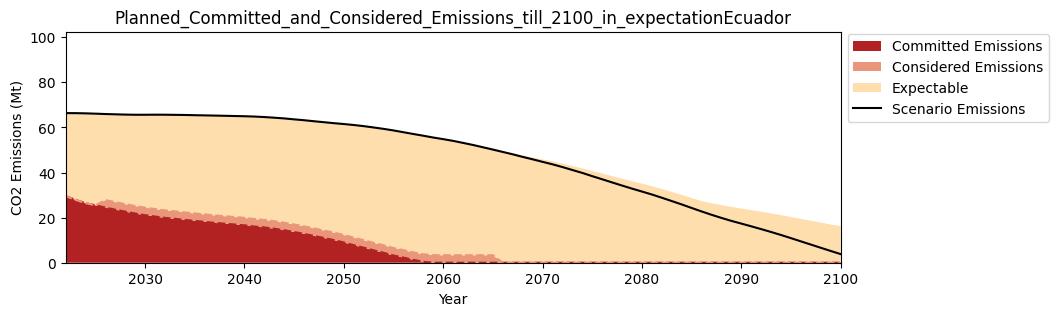 Planned_Committed_and_Considered_Emissions_till_2100_in_expectationEcuador
100
80
60
40
20
0
CO2 Emissions (Mt)
2030 2040 2050 2060 2070 2080 2090 2100
Year
Committed Emissions
Considered Emissions
Expectable
Scenario Emissions